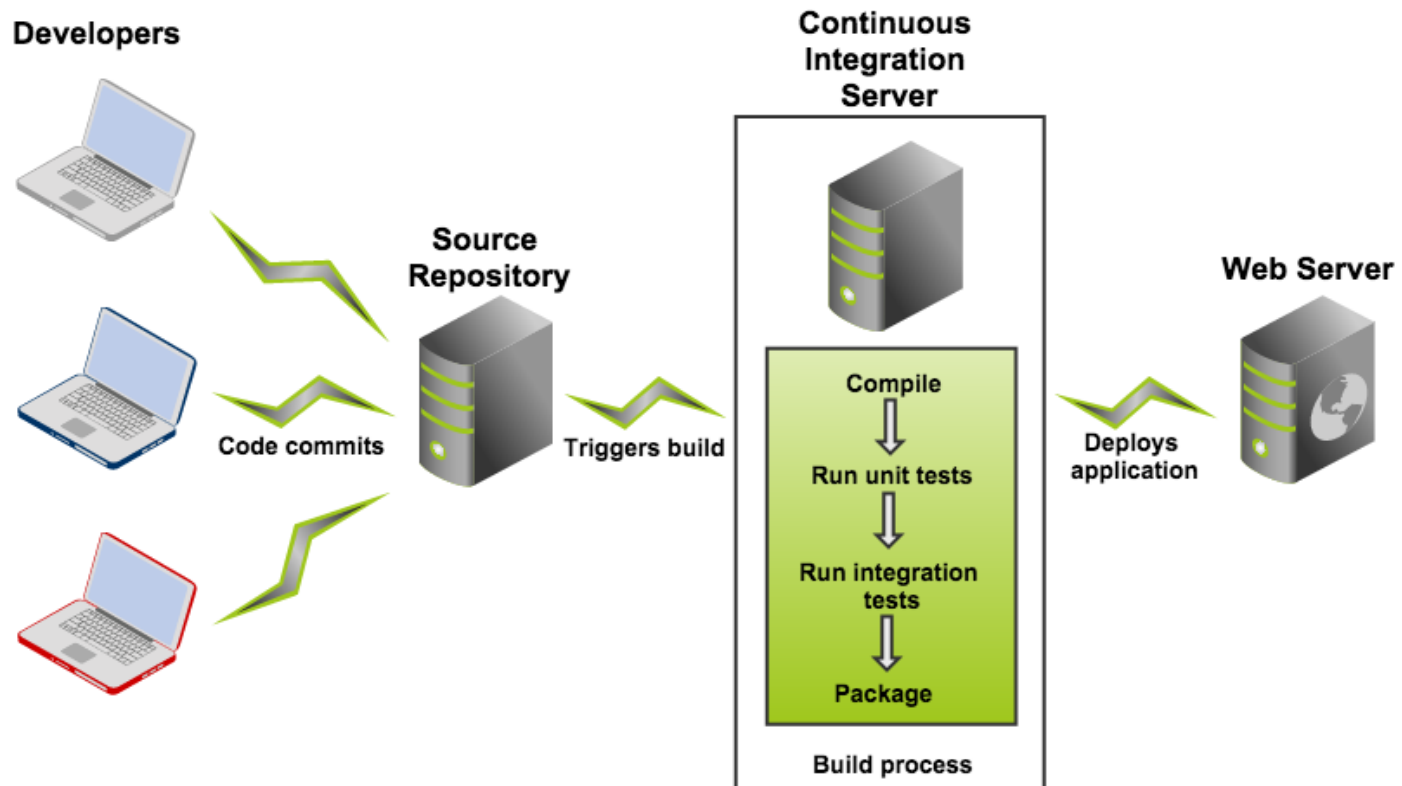 Developers
Source
Repository
Code commits
Triggers build
Continuous
Integration
Server
Compile
Run unit tests
Run integration
tests
Package
Build process
Deploys
application
Web Server